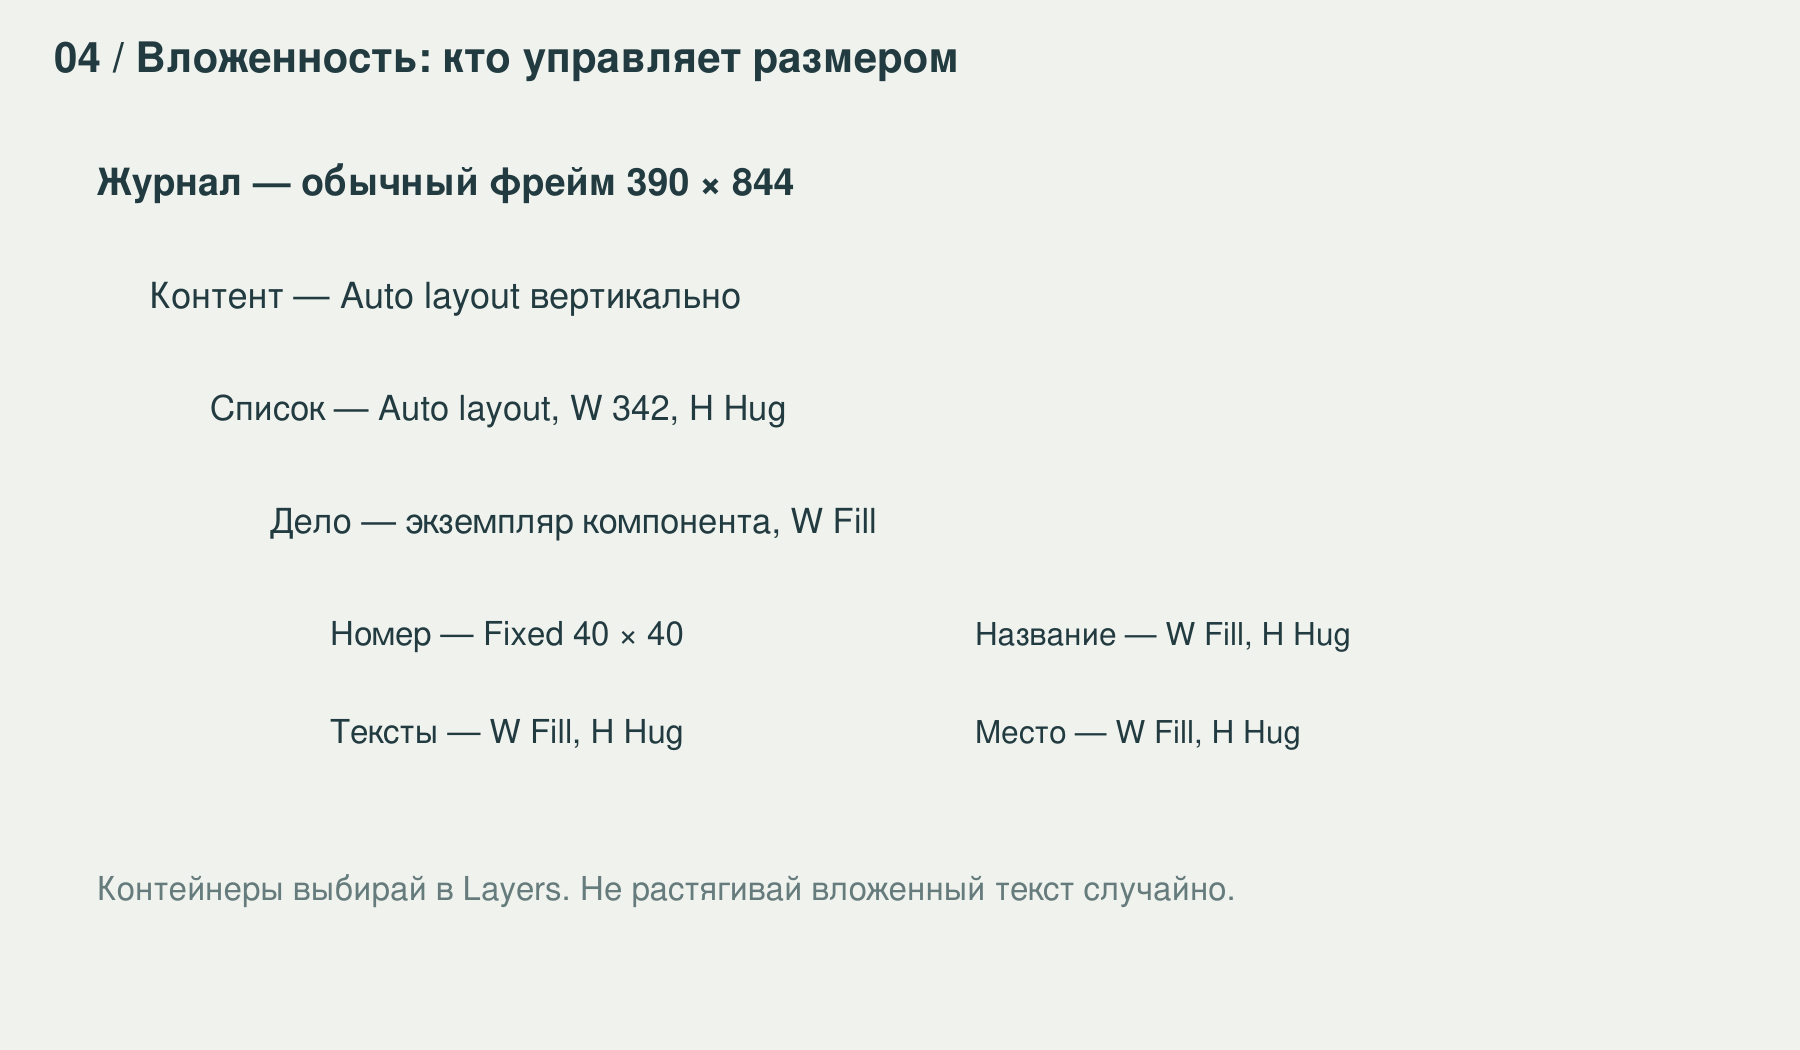 04 / Вложенность: кто управляет размером
Журнал — обычный фрейм 390 × 844
Контент — Auto layout вертикально
Список — Auto layout, W 342, H Hug
Дело — экземпляр компонента, W Fill
Номер — Fixed 40 × 40
Название — W Fill, H Hug
Тексты — W Fill, H Hug
Место — W Fill, H Hug
Контейнеры выбирай в Layers. Не растягивай вложенный текст случайно.